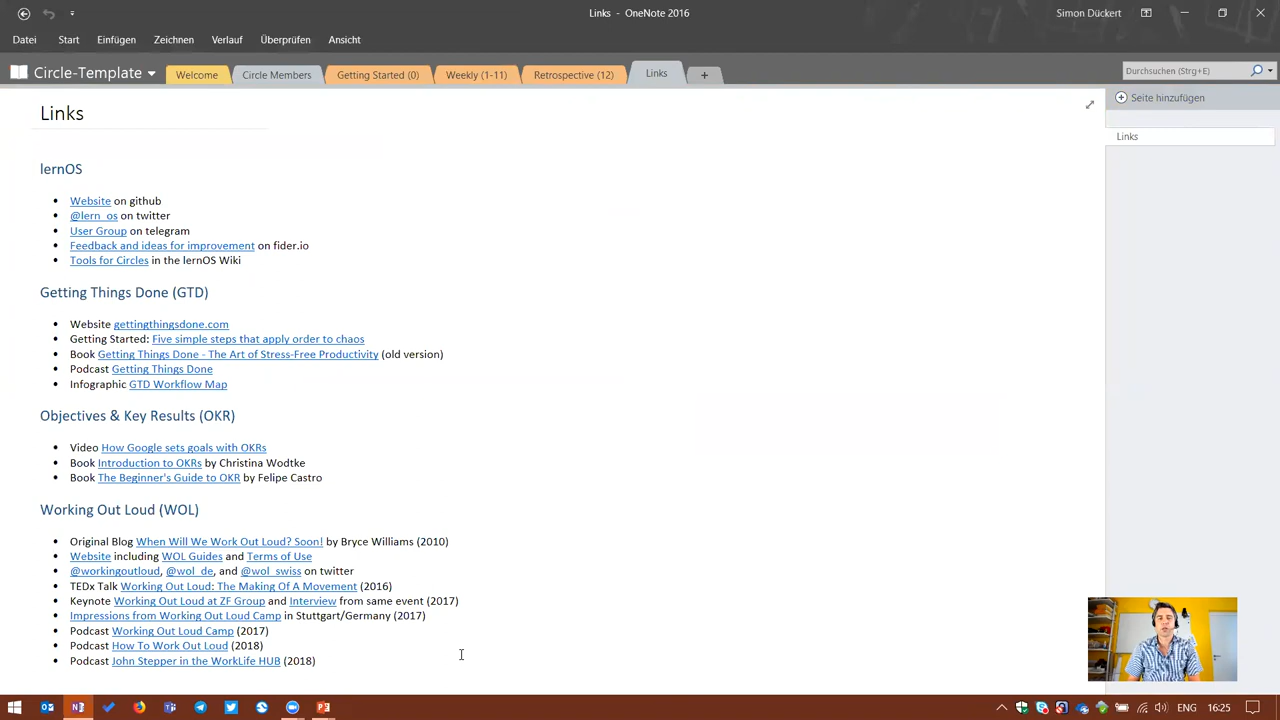 Links - OneNote 2016
Simon Dückert
Datei Start Einfügen Zeichnen Verlauf Überprüfen Ansicht
Circle-Template
Welcome
Circle Members
Getting Started (0)
Weekly (1-11)
Retrospective (12)
Links
+
Durchsuchen (Strg+E)
Seite hinzufügen
Links
Links
lernOS
• Website on github
• @lern_os on twitter
• User Group on telegram
• Feedback and ideas for improvement on fider.io
• Tools for Circles in the lernOS Wiki
Getting Things Done (GTD)
• Website gettingthingsdone.com
• Getting Started: Five simple steps that apply order to chaos
• Book Getting Things Done - The Art of Stress-Free Productivity (old version)
• Podcast Getting Things Done
• Infographic GTD Workflow Map
Objectives & Key Results (OKR)
• Video How Google sets goals with OKRs
• Book Introduction to OKRs by Christina Wodtke
• Book The Beginner's Guide to OKR by Felipe Castro
Working Out Loud (WOL)
• Original Blog When Will We Work Out Loud? Soon! by Bryce Williams (2010)
• Website including WOL Guides and Terms of Use
• @workingoutloud, @wol_de, and @wol_swiss on twitter
• TEDx Talk Working Out Loud: The Making Of A Movement (2016)
• Keynote Working Out Loud at ZF Group and Interview from same event (2017)
• Impressions from Working Out Loud Camp in Stuttgart/Germany (2017)
• Podcast Working Out Loud Camp (2017)
• Podcast How To Work Out Loud (2018)
• Podcast John Stepper in the WorkLife HUB (2018)
ENG 16:25